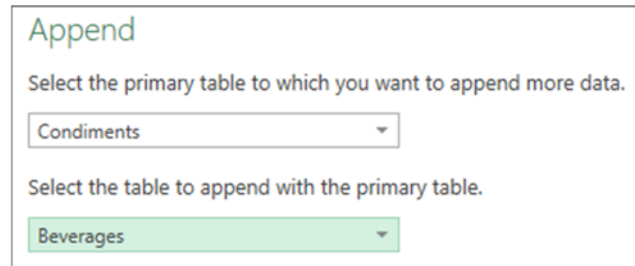 Append
Select the primary table to which you want to append more data.
Condiments
Select the table to append with the primary table.
Beverages